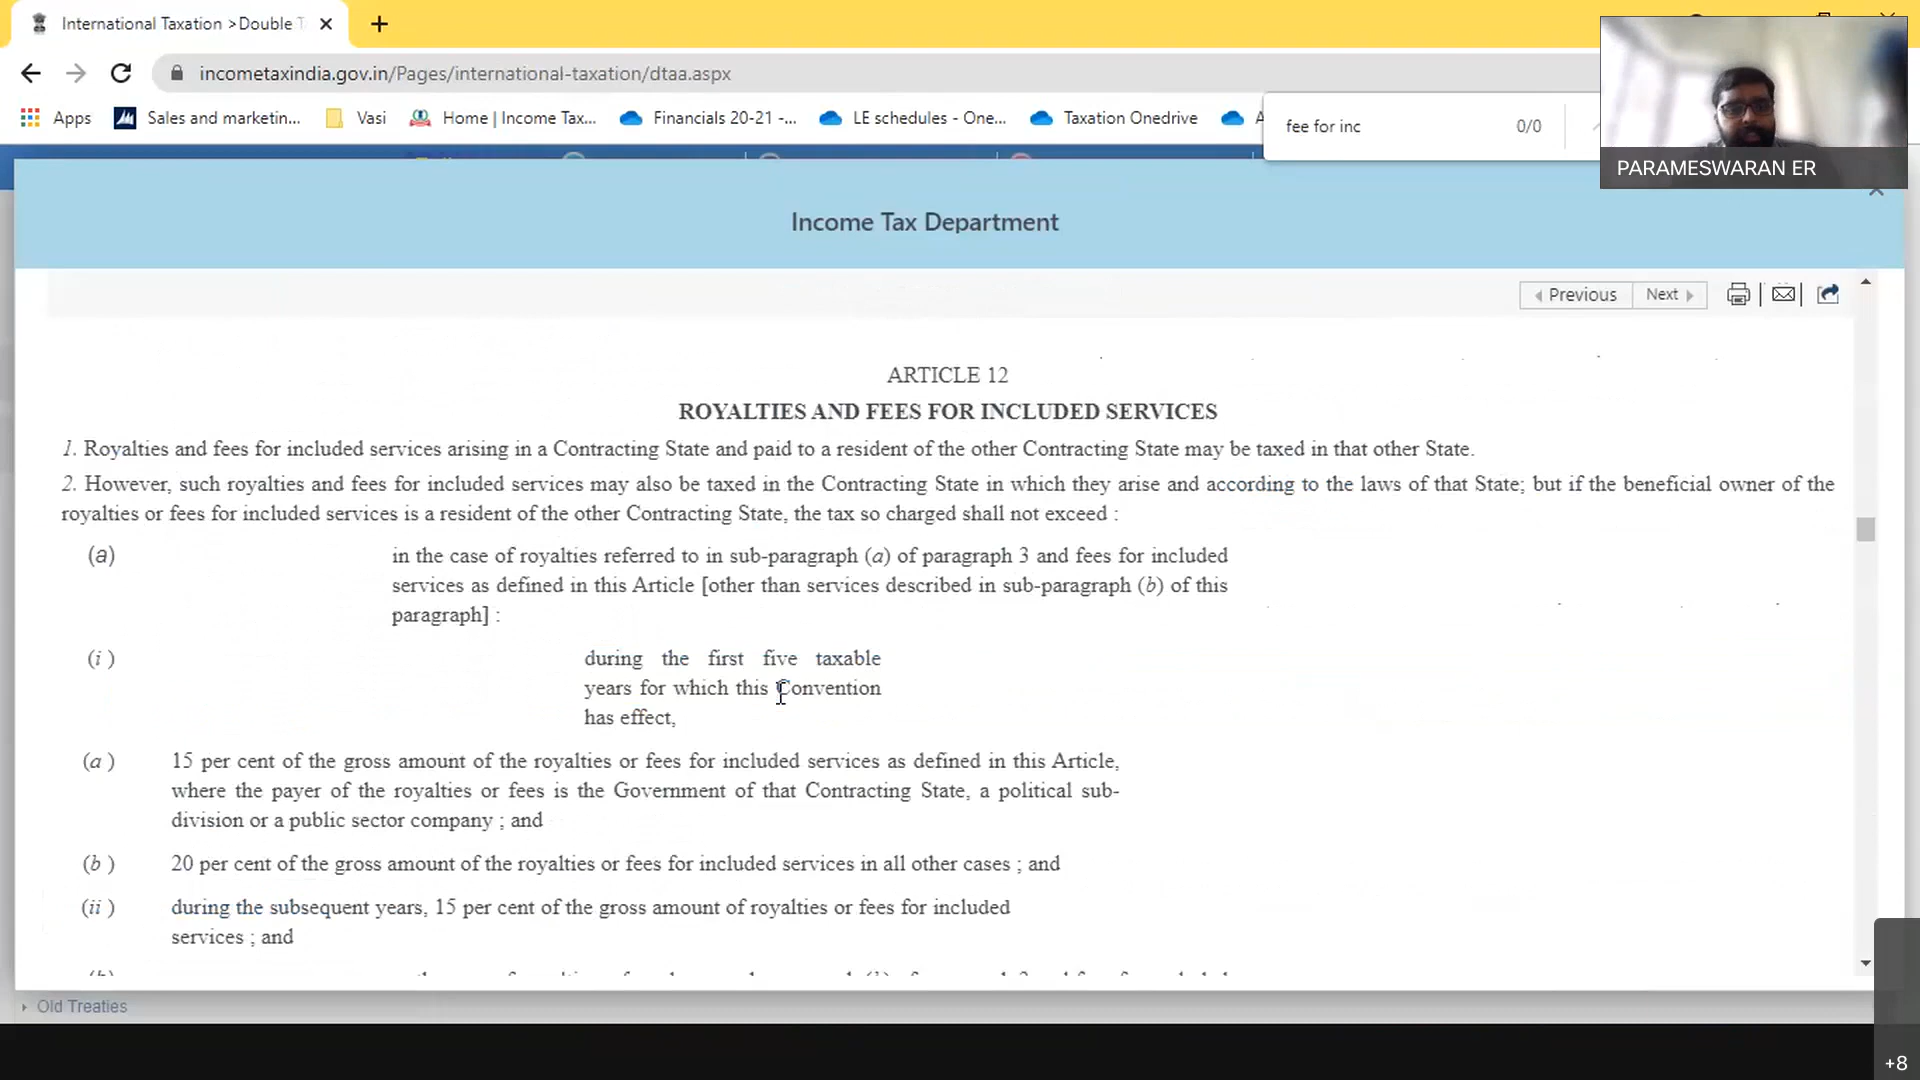 International Taxation >Double T
incometaxindia.gov.in/Pages/international-taxation/dtaa.aspx
Apps
Sales and marketin...
Vasi
Home | Income Tax...
Financials 20-21 -...
LE schedules - One...
Taxation Onedrive
fee for inc
0/0
PARAMESWARAN ER
Income Tax Department
Previous
Next
ARTICLE 12
ROYALTIES AND FEES FOR INCLUDED SERVICES
1. Royalties and fees for included services arising in a Contracting State and paid to a resident of the other Contracting State may be taxed in that other State.
2. However, such royalties and fees for included services may also be taxed in the Contracting State in which they arise and according to the laws of that State; but if the beneficial owner of the
royalties or fees for included services is a resident of the other Contracting State, the tax so charged shall not exceed :
(a) in the case of royalties referred to in sub-paragraph (a) of paragraph 3 and fees for included
services as defined in this Article [other than services described in sub-paragraph (b) of this
paragraph] :
(i ) during the first five taxable
years for which this Convention
has effect,
(a ) 15 per cent of the gross amount of the royalties or fees for included services as defined in this Article,
where the payer of the royalties or fees is the Government of that Contracting State, a political sub-
division or a public sector company ; and
(b ) 20 per cent of the gross amount of the royalties or fees for included services in all other cases ; and
(ii ) during the subsequent years, 15 per cent of the gross amount of royalties or fees for included
services ; and
Old Treaties
+8